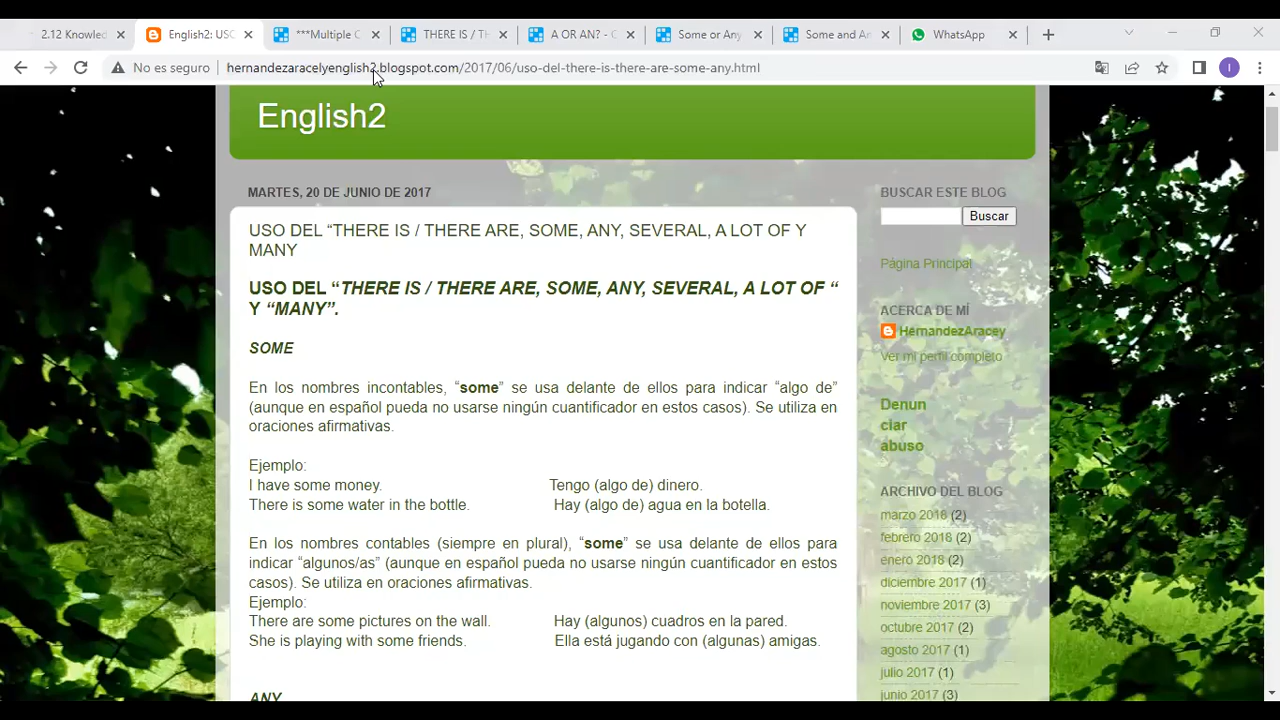 2.12 Knowled
English2: USO
***Multiple C
THERE IS / TH
A OR AN? - C
Some or Any
Some and An
WhatsApp
No es seguro
hernandezaracelyenglish2.blogspot.com/2017/06/uso-del-there-is-there-are-some-any.html
I
English2
MARTES, 20 DE JUNIO DE 2017
USO DEL “THERE IS / THERE ARE, SOME, ANY, SEVERAL, A LOT OF Y
MANY
USO DEL “THERE IS / THERE ARE, SOME, ANY, SEVERAL, A LOT OF “
Y “MANY”.
SOME
En los nombres incontables, “some” se usa delante de ellos para indicar “algo de”
(aunque en español pueda no usarse ningún cuantificador en estos casos). Se utiliza en
oraciones afirmativas.
Ejemplo:
I have some money. Tengo (algo de) dinero.
There is some water in the bottle. Hay (algo de) agua en la botella.
En los nombres contables (siempre en plural), “some” se usa delante de ellos para
indicar “algunos/as” (aunque en español pueda no usarse ningún cuantificador en estos
casos). Se utiliza en oraciones afirmativas.
Ejemplo:
There are some pictures on the wall. Hay (algunos) cuadros en la pared.
She is playing with some friends. Ella está jugando con (algunas) amigas.
ANY
BUSCAR ESTE BLOG
Buscar
Página Principal
ACERCA DE MÍ
HernandezAracey
Ver mi perfil completo
Denun
ciar
abuso
ARCHIVO DEL BLOG
marzo 2018 (2)
febrero 2018 (2)
enero 2018 (2)
diciembre 2017 (1)
noviembre 2017 (3)
octubre 2017 (2)
agosto 2017 (1)
julio 2017 (1)
junio 2017 (3)